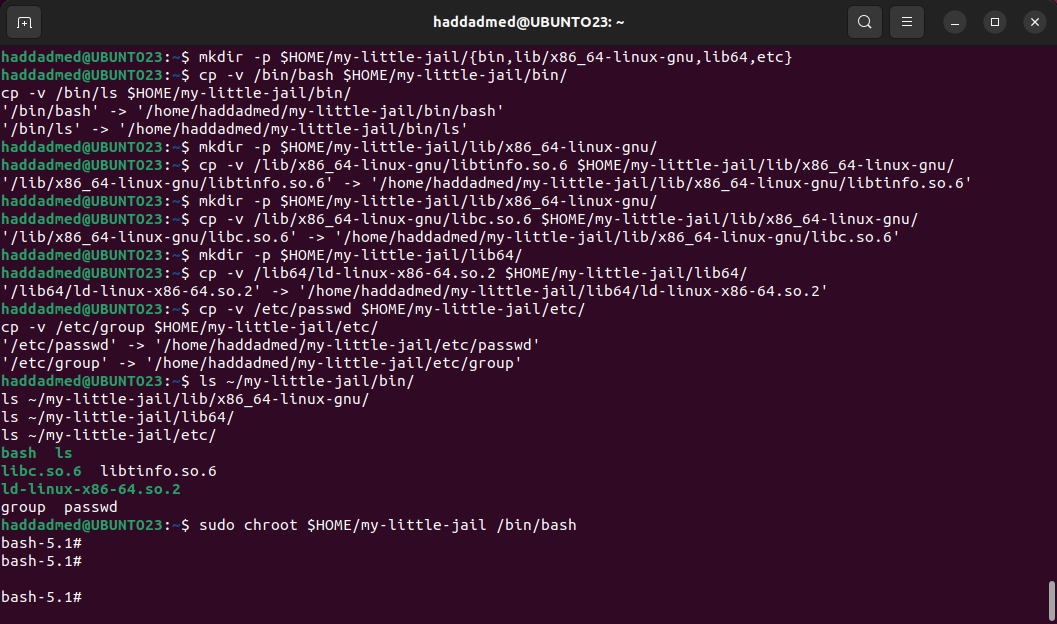 haddadmed@UBUNTO23: ~
haddadmed@UBUNTO23:~$ mkdir -p $HOME/my-little-jail/{bin,lib/x86_64-linux-gnu,lib64,etc}
haddadmed@UBUNTO23:~$ cp -v /bin/bash $HOME/my-little-jail/bin/
cp -v /bin/ls $HOME/my-little-jail/bin/
'/bin/bash' -> '/home/haddadmed/my-little-jail/bin/bash'
'/bin/ls' -> '/home/haddadmed/my-little-jail/bin/ls'
haddadmed@UBUNTO23:~$ mkdir -p $HOME/my-little-jail/lib/x86_64-linux-gnu/
haddadmed@UBUNTO23:~$ cp -v /lib/x86_64-linux-gnu/libtinfo.so.6 $HOME/my-little-jail/lib/x86_64-linux-gnu/
'/lib/x86_64-linux-gnu/libtinfo.so.6' -> '/home/haddadmed/my-little-jail/lib/x86_64-linux-gnu/libtinfo.so.6'
haddadmed@UBUNTO23:~$ mkdir -p $HOME/my-little-jail/lib/x86_64-linux-gnu/
haddadmed@UBUNTO23:~$ cp -v /lib/x86_64-linux-gnu/libc.so.6 $HOME/my-little-jail/lib/x86_64-linux-gnu/
'/lib/x86_64-linux-gnu/libc.so.6' -> '/home/haddadmed/my-little-jail/lib/x86_64-linux-gnu/libc.so.6'
haddadmed@UBUNTO23:~$ mkdir -p $HOME/my-little-jail/lib64/
haddadmed@UBUNTO23:~$ cp -v /lib64/ld-linux-x86-64.so.2 $HOME/my-little-jail/lib64/
'/lib64/ld-linux-x86-64.so.2' -> '/home/haddadmed/my-little-jail/lib64/ld-linux-x86-64.so.2'
haddadmed@UBUNTO23:~$ cp -v /etc/passwd $HOME/my-little-jail/etc/
cp -v /etc/group $HOME/my-little-jail/etc/
'/etc/passwd' -> '/home/haddadmed/my-little-jail/etc/passwd'
'/etc/group' -> '/home/haddadmed/my-little-jail/etc/group'
haddadmed@UBUNTO23:~$ ls ~/my-little-jail/bin/
ls ~/my-little-jail/lib/x86_64-linux-gnu/
ls ~/my-little-jail/lib64/
ls ~/my-little-jail/etc/
bash  ls
libc.so.6  libtinfo.so.6
ld-linux-x86-64.so.2
group  passwd
haddadmed@UBUNTO23:~$ sudo chroot $HOME/my-little-jail /bin/bash
bash-5.1#
bash-5.1#
bash-5.1#